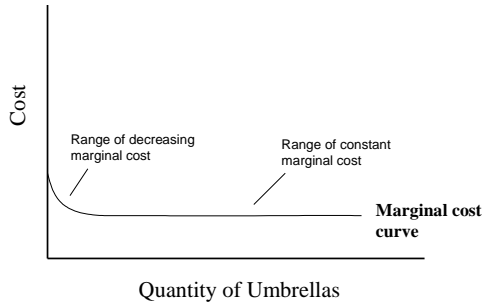 Cost
Range of decreasing
marginal cost
Range of constant
marginal cost
Marginal cost
curve
Quantity of Umbrellas